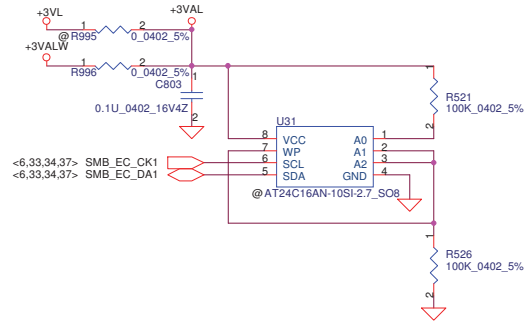 +3VL
+3VAL
1
2
@
R995
0_0402_5%
+3VALW
1
2
R996
0_0402_5%
C803
1
0.1U_0402_16V4Z
2
1
R521
100K_0402_5%
2
U31
8 VCC A0 1
7 WP A1 2
<6,33,34,37> SMB_EC_CK1 6 SCL A2 3
<6,33,34,37> SMB_EC_DA1 5 SDA GND 4
@AT24C16AN-10SI-2.7_SO8
1
R526
100K_0402_5%
2